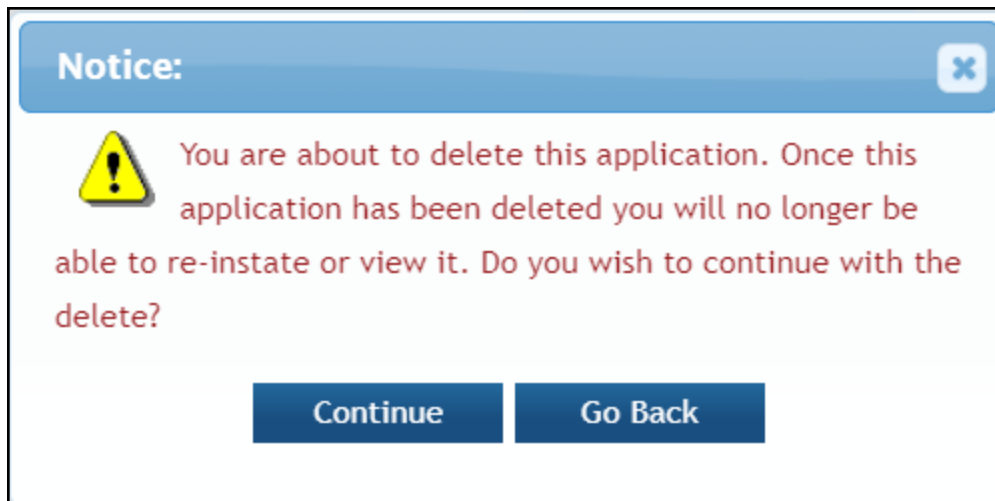 Notice:
You are about to delete this application. Once this
application has been deleted you will no longer be
able to re-instate or view it. Do you wish to continue with the
delete?
Continue
Go Back